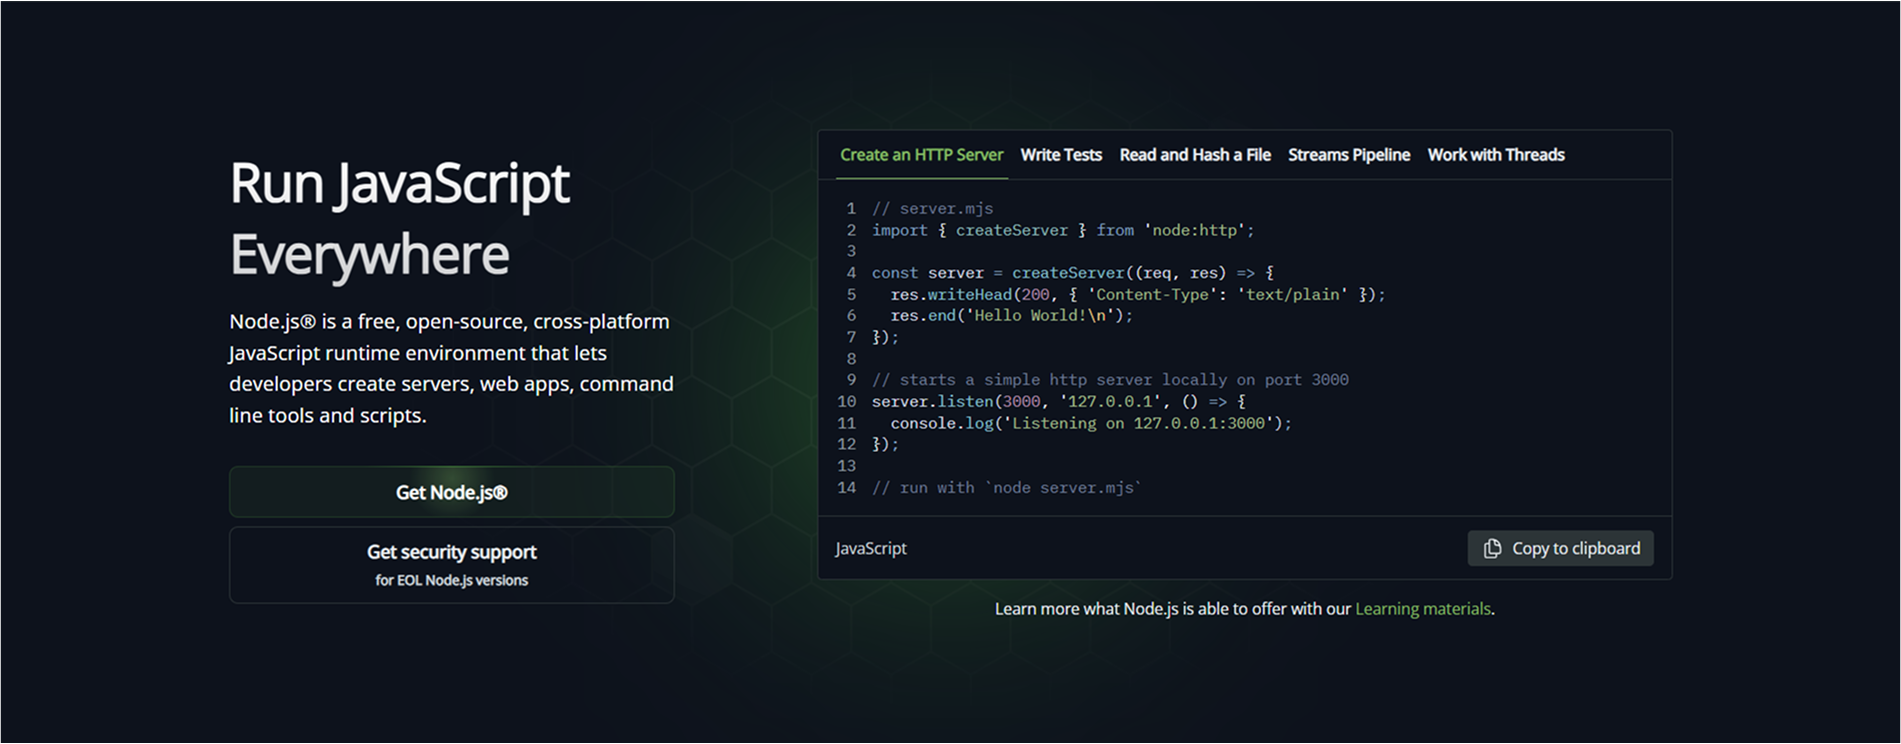 Run JavaScript
Everywhere
Node.js® is a free, open-source, cross-platform
JavaScript runtime environment that lets
developers create servers, web apps, command
line tools and scripts.
Get Node.js®
Get security support
for EOL Node.js versions
Create an HTTP Server Write Tests Read and Hash a File Streams Pipeline Work with Threads
1 // server.mjs
2 import { createServer } from 'node:http';
3
4 const server = createServer((req, res) => {
5   res.writeHead(200, { 'Content-Type': 'text/plain' });
6   res.end('Hello World!\n');
7 });
8
9 // starts a simple http server locally on port 3000
10 server.listen(3000, '127.0.0.1', () => {
11   console.log('Listening on 127.0.0.1:3000');
12 });
13
14 // run with `node server.mjs`
JavaScript Copy to clipboard
Learn more what Node.js is able to offer with our Learning materials.